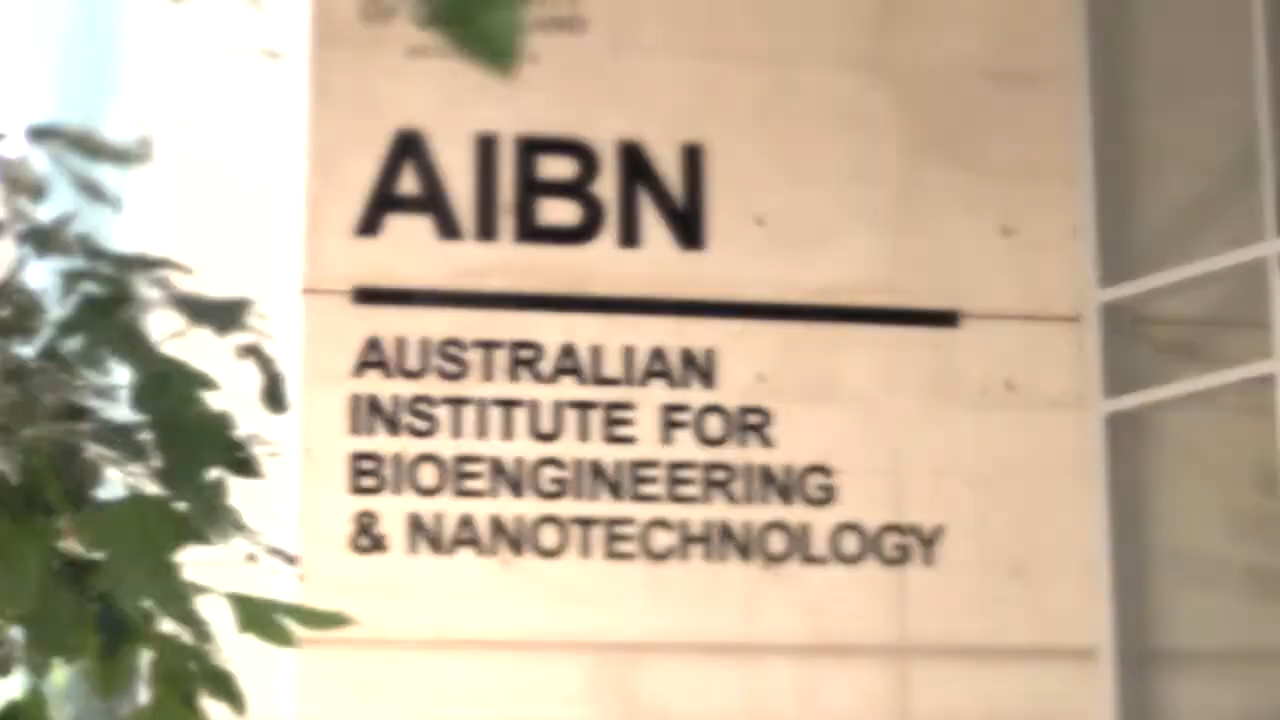 AIBN
AUSTRALIAN
INSTITUTE FOR
BIOENGINEERING
& NANOTECHNOLOGY